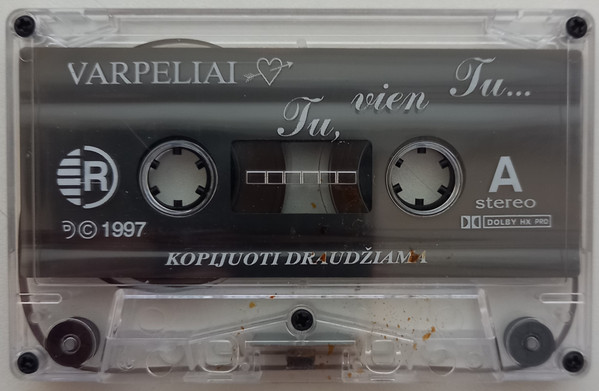 VARPELIAI
Tu, vien Tu...
R
A
stereo
℗ © 1997
DOLBY HX PRO
KOPIJUOTI DRAUDŽIAMA